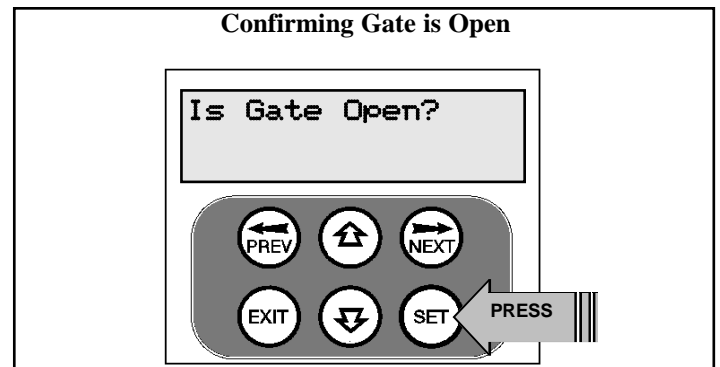 Confirming Gate is Open
Is Gate Open?
PREV
NEXT
EXIT
SET
PRESS